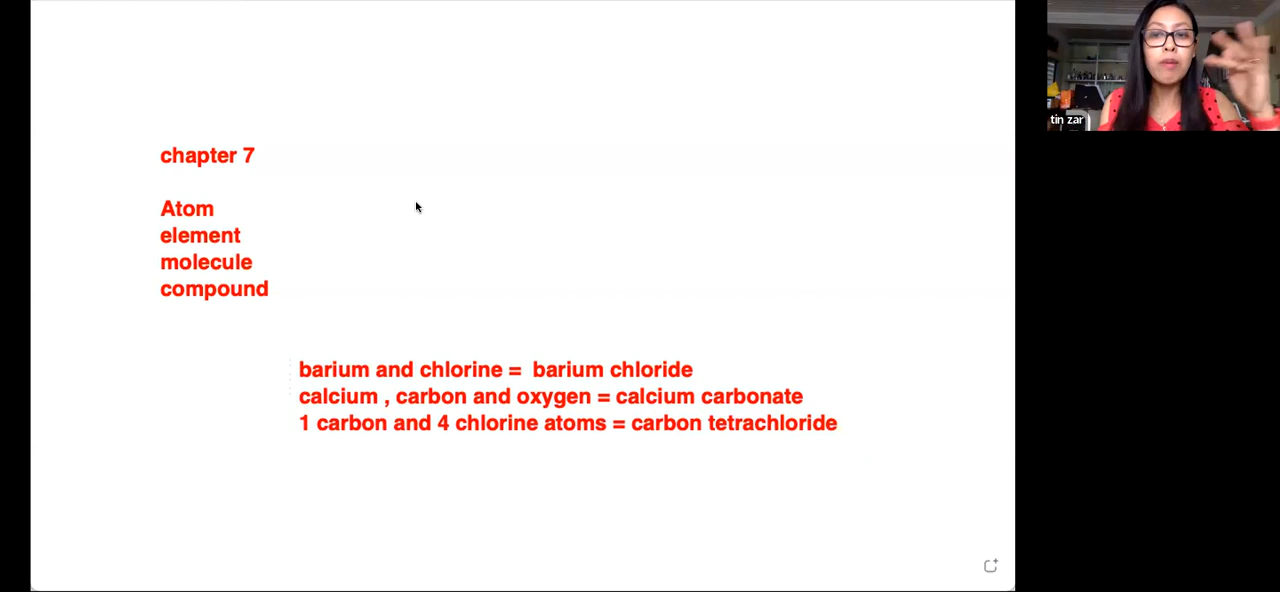 chapter 7
Atom
element
molecule
compound
barium and chlorine = barium chloride
calcium , carbon and oxygen = calcium carbonate
1 carbon and 4 chlorine atoms = carbon tetrachloride
tin zar